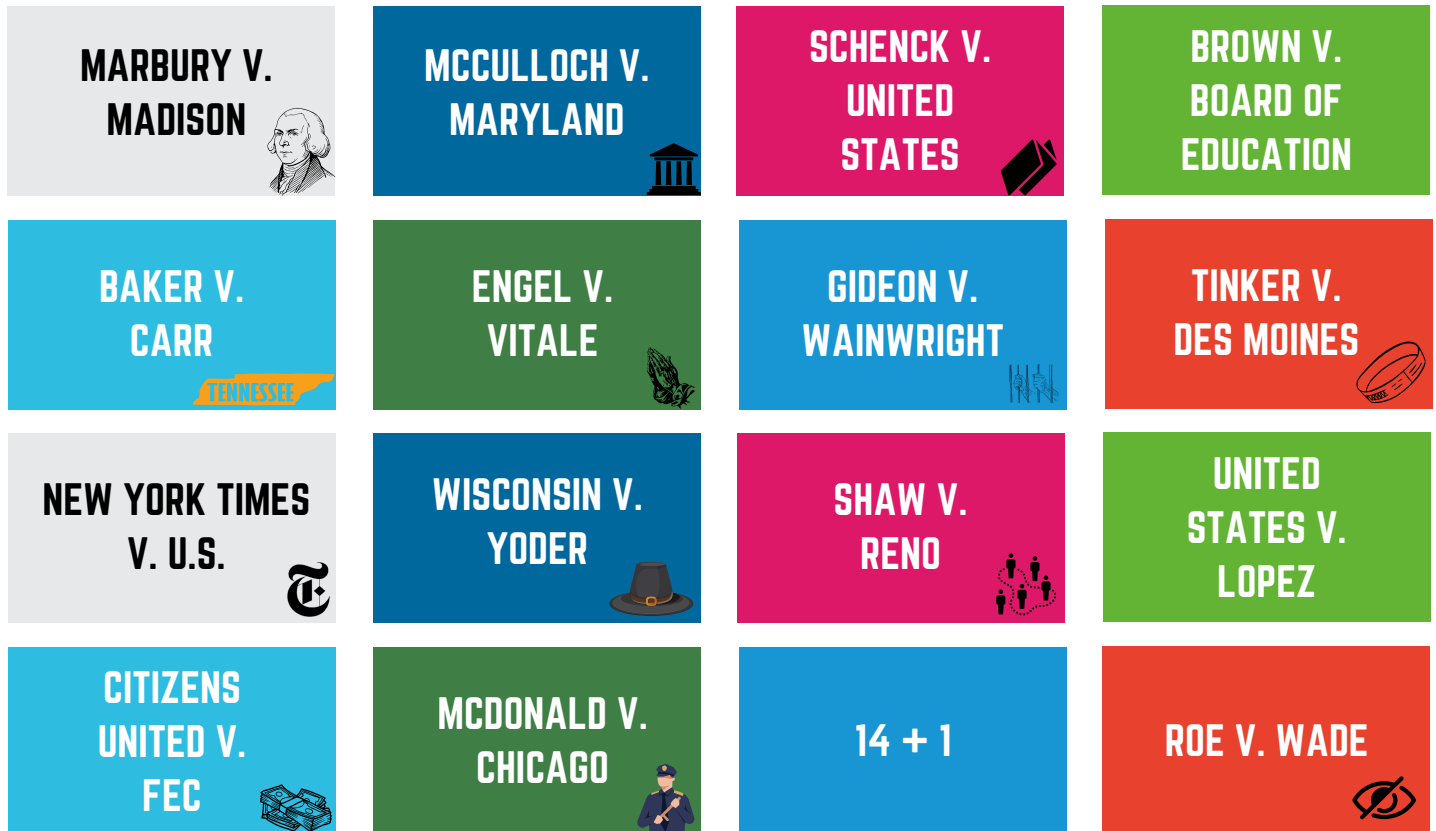 MARBURY V.
MADISON
MCCULLOCH V.
MARYLAND
SCHENCK V.
UNITED
STATES
BROWN V.
BOARD OF
EDUCATION
BAKER V.
CARR
TENNESSEE
ENGEL V.
VITALE
GIDEON V.
WAINWRIGHT
TINKER V.
DES MOINES
NEW YORK TIMES
V. U.S.
T
WISCONSIN V.
YODER
SHAW V.
RENO
UNITED
STATES V.
LOPEZ
CITIZENS
UNITED V.
FEC
MCDONALD V.
CHICAGO
14 + 1
ROE V. WADE